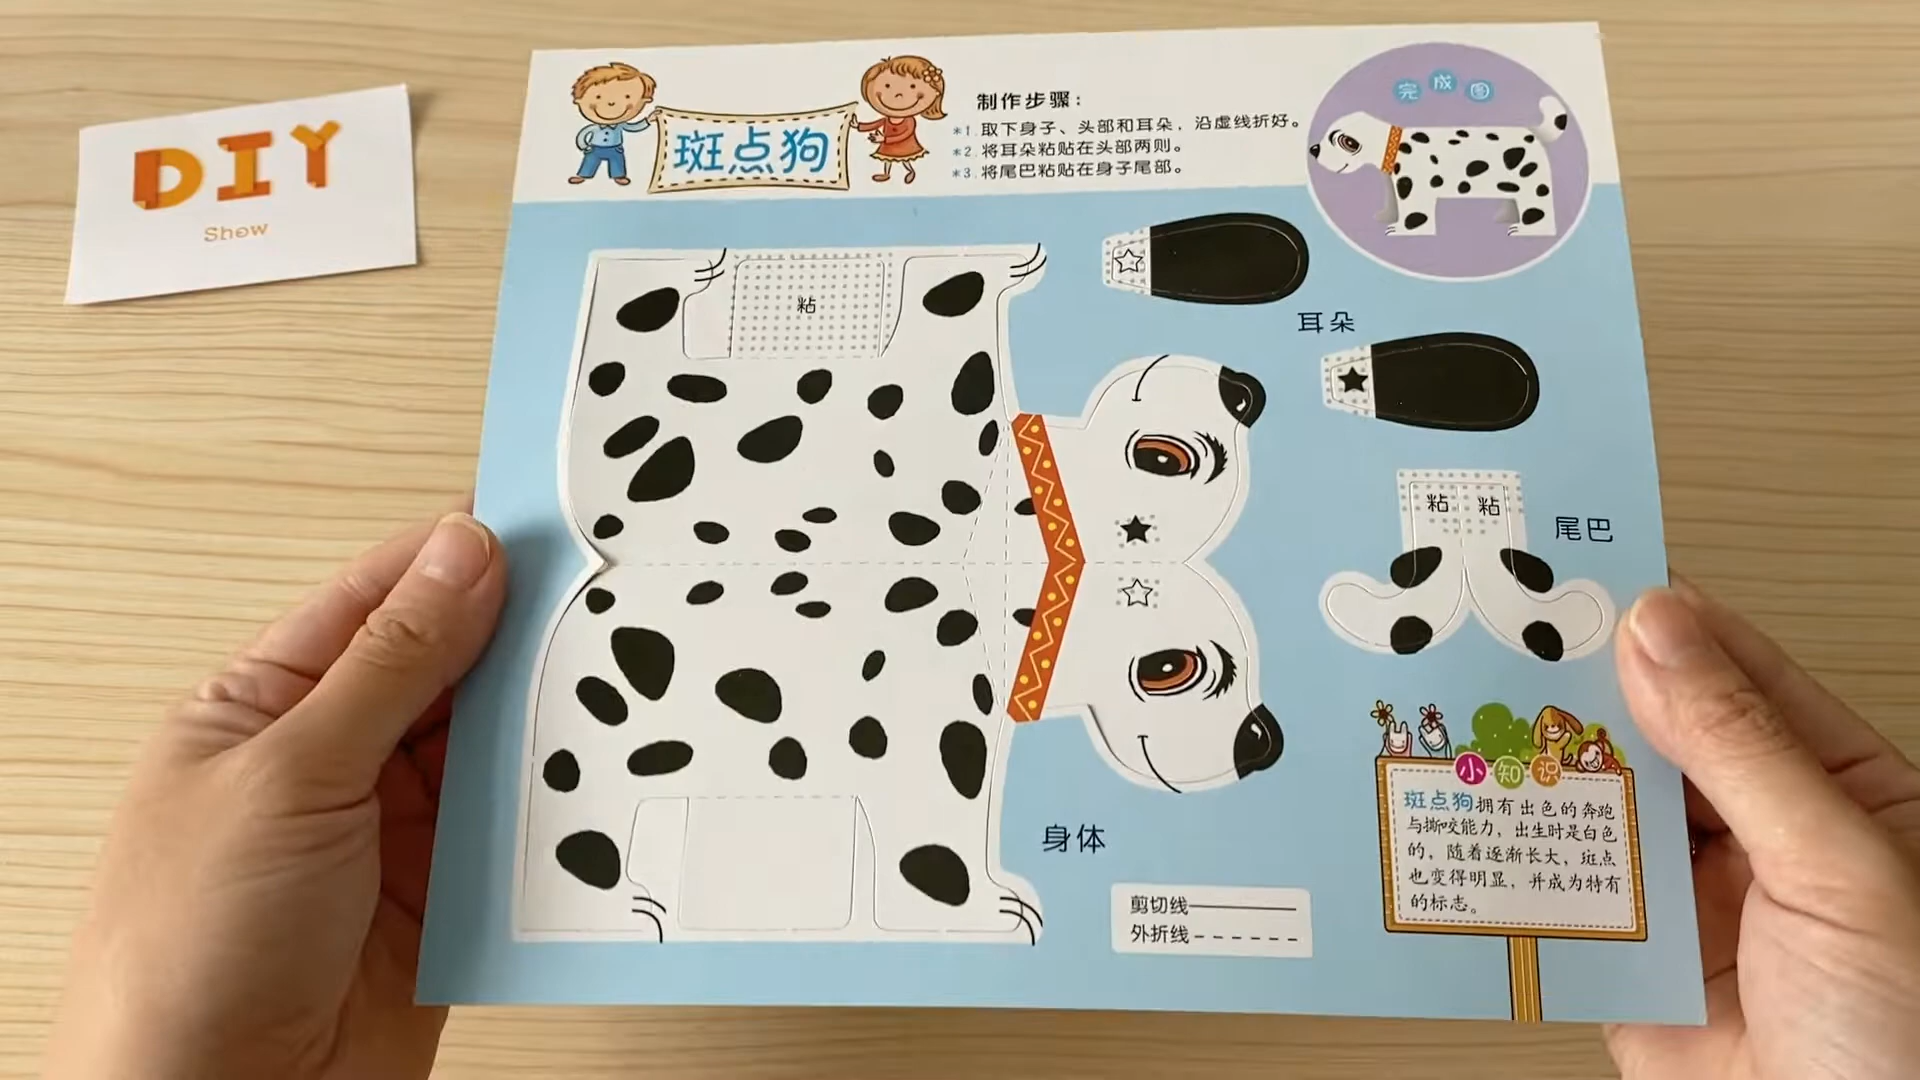 DIY
Show
斑点狗
制作步骤：
*1.取下身子、头部和耳朵，沿虚线折好。
*2.将耳朵粘贴在头部两则。
*3.将尾巴粘贴在身子尾部。
完成图
粘
耳朵
粘 粘
尾巴
身体
剪切线
外折线
小知识
斑点狗拥有出色的奔跑
与撕咬能力，出生时是白色
的，随着逐渐长大，斑点
也变得明显，并成为特有
的标志。